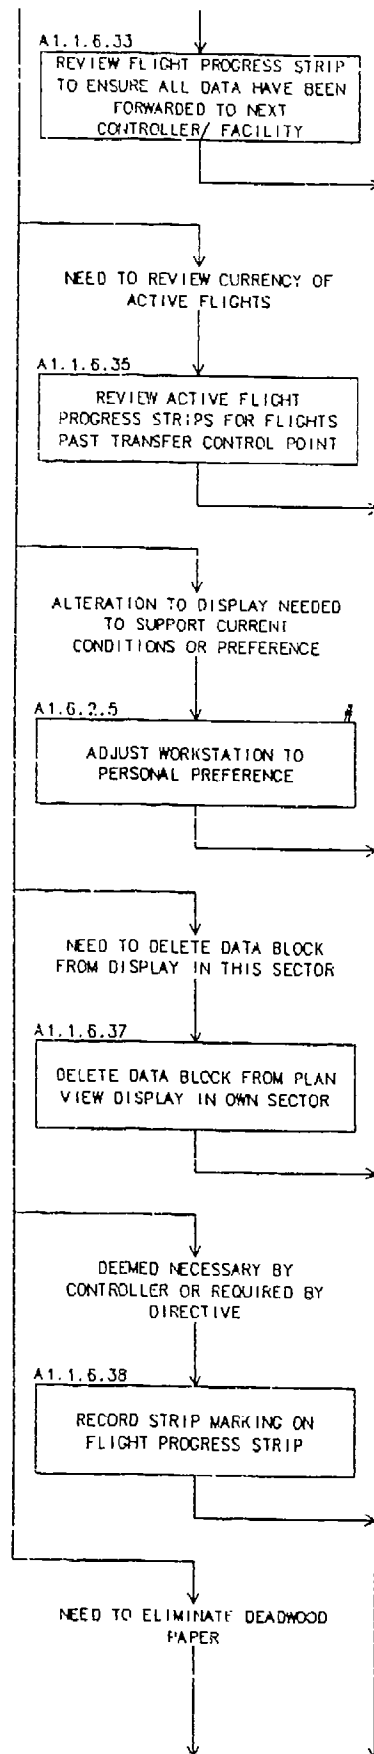 A1.1.6.33
REVIEW FLIGHT PROGRESS STRIP
TO ENSURE ALL DATA HAVE BEEN
FORWARDED TO NEXT
CONTROLLER/ FACILITY
NEED TO REVIEW CURRENCY OF
ACTIVE FLIGHTS
A1.1.6.35
REVIEW ACTIVE FLIGHT
PROGRESS STRIPS FOR FLIGHTS
PAST TRANSFER CONTROL POINT
ALTERATION TO DISPLAY NEEDED
TO SUPPORT CURRENT
CONDITIONS OR PREFERENCE
A1.6.2.5 #
ADJUST WORKSTATION TO
PERSONAL PREFERENCE
NEED TO DELETE DATA BLOCK
FROM DISPLAY IN THIS SECTOR
A1.1.6.37
DELETE DATA BLOCK FROM PLAN
VIEW DISPLAY IN OWN SECTOR
DEEMED NECESSARY BY
CONTROLLER OR REQUIRED BY
DIRECTIVE
A1.1.6.38
RECORD STRIP MARKING ON
FLIGHT PROGRESS STRIP
NEED TO ELIMINATE DEADWOOD
PAPER